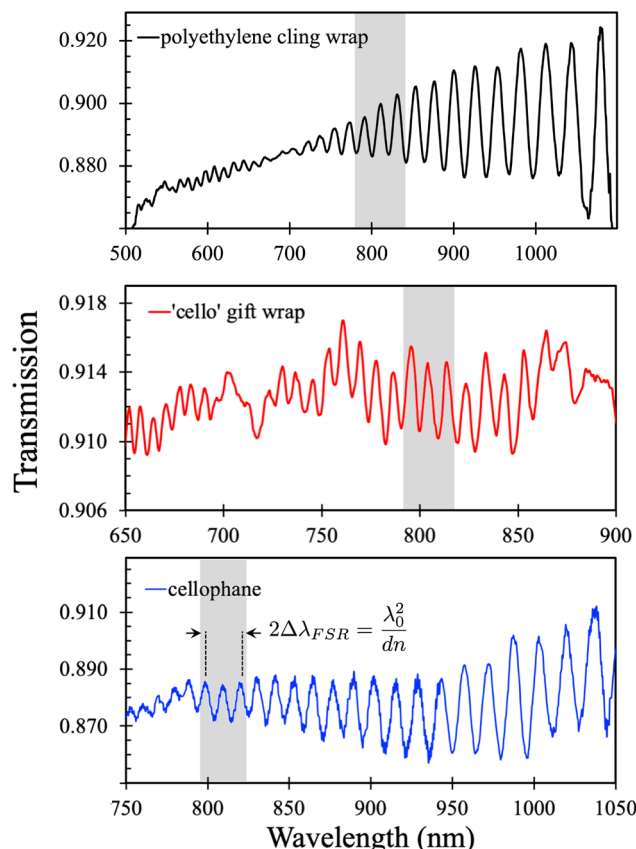 0.920
polyethylene cling wrap
0.900
0.880
500 600 700 800 900 1000
Transmission
0.918
'cello' gift wrap
0.914
0.910
0.906
650 700 750 800 850 900
cellophane
0.910
2Δλ_{FSR} = λ_0^2/dn
0.890
0.870
750 800 850 900 950 1000 1050
Wavelength (nm)